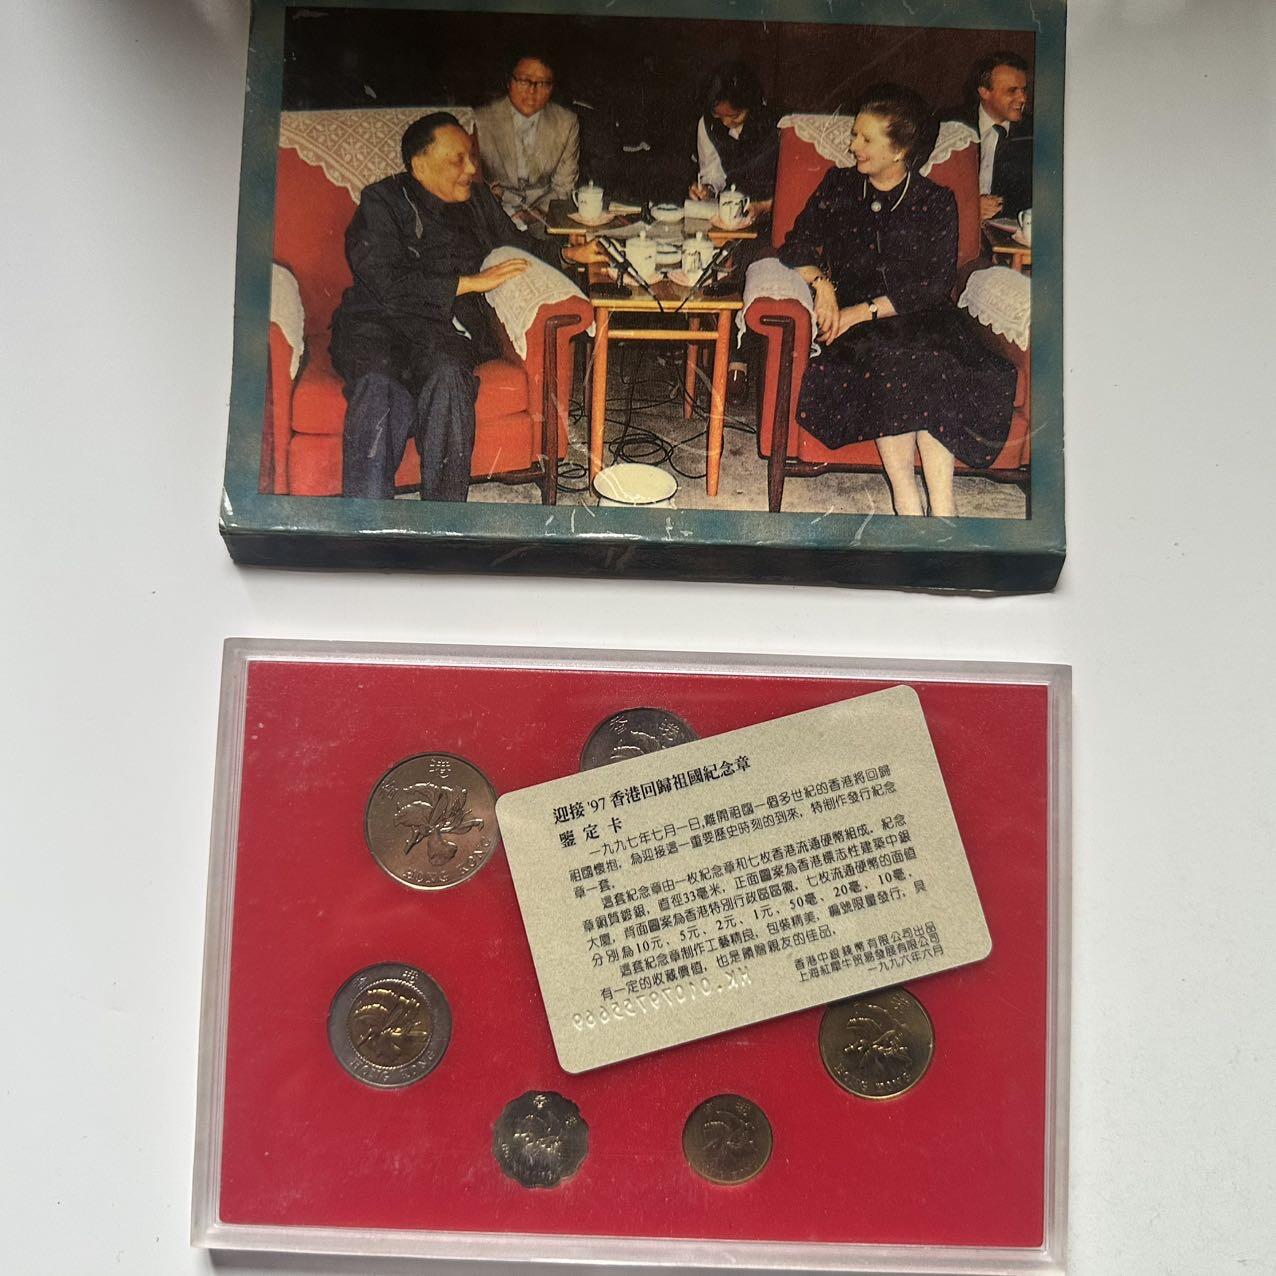 迎接'97香港回歸祖國紀念章
鑒定卡
一九九七年七月一日,離開祖國一個多世紀的香港將回歸
祖國懷抱，為迎接這一重要歷史時刻的到來，特制作發行紀念
章一套。
這套紀念章由一枚紀念章和七枚香港流通硬幣組成。紀念
章銅質鍍銀，直徑33毫米，正面圖案為香港標志性建築中銀
大廈，背面圖案為香港特別行政區區徽，七枚流通硬幣的面值
分別為10元、5元、2元、1元、50毫、20毫、10毫。
這套紀念章制作工藝精良，包裝精美，編號限量發行，具
有一定的收藏價值，也是饋贈親友的佳品。
香港中銀錢幣有限公司出品
上海紅犀牛貿易發展有限公司
一九九六年六月
香 港
HONG KONG
香 港
HONG KONG
HONG KONG
香
港